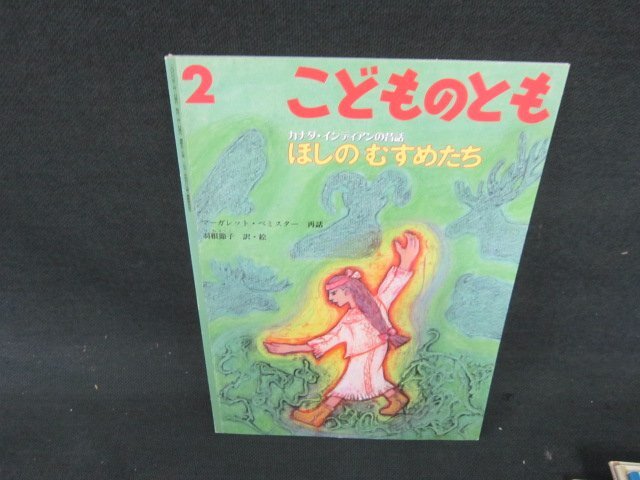 2
こどものとも
カナダ・インディアンの昔話
ほしの むすめたち
マーガレット・ベミスター 再話
羽根節子 訳・絵